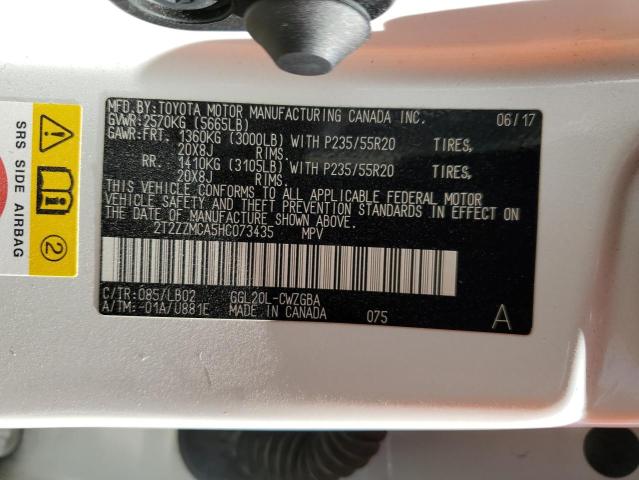 MFD.BY:TOYOTA MOTOR MANUFACTURING CANADA INC. 06/17
GVWR:2570KG (5665LB)
GAWR:FRT. 1360KG (3000LB) WITH P235/55R20 TIRES,
20X8J RIMS.
RR. 1410KG (3105LB) WITH P235/55R20 TIRES,
20X8J RIMS.
THIS VEHICLE CONFORMS TO ALL APPLICABLE FEDERAL MOTOR
VEHICLE SAFETY AND THEFT PREVENTION STANDARDS IN EFFECT
ON THE DATE OF MANUFACTURE SHOWN ABOVE.
2T2ZZMCA5HC073435 MPV
C/TR: 085/LB02 GGL20L-CWZGBA
A/TM: -01A/U881E MADE IN CANADA 075 A
SRS SIDE AIRBAG
2